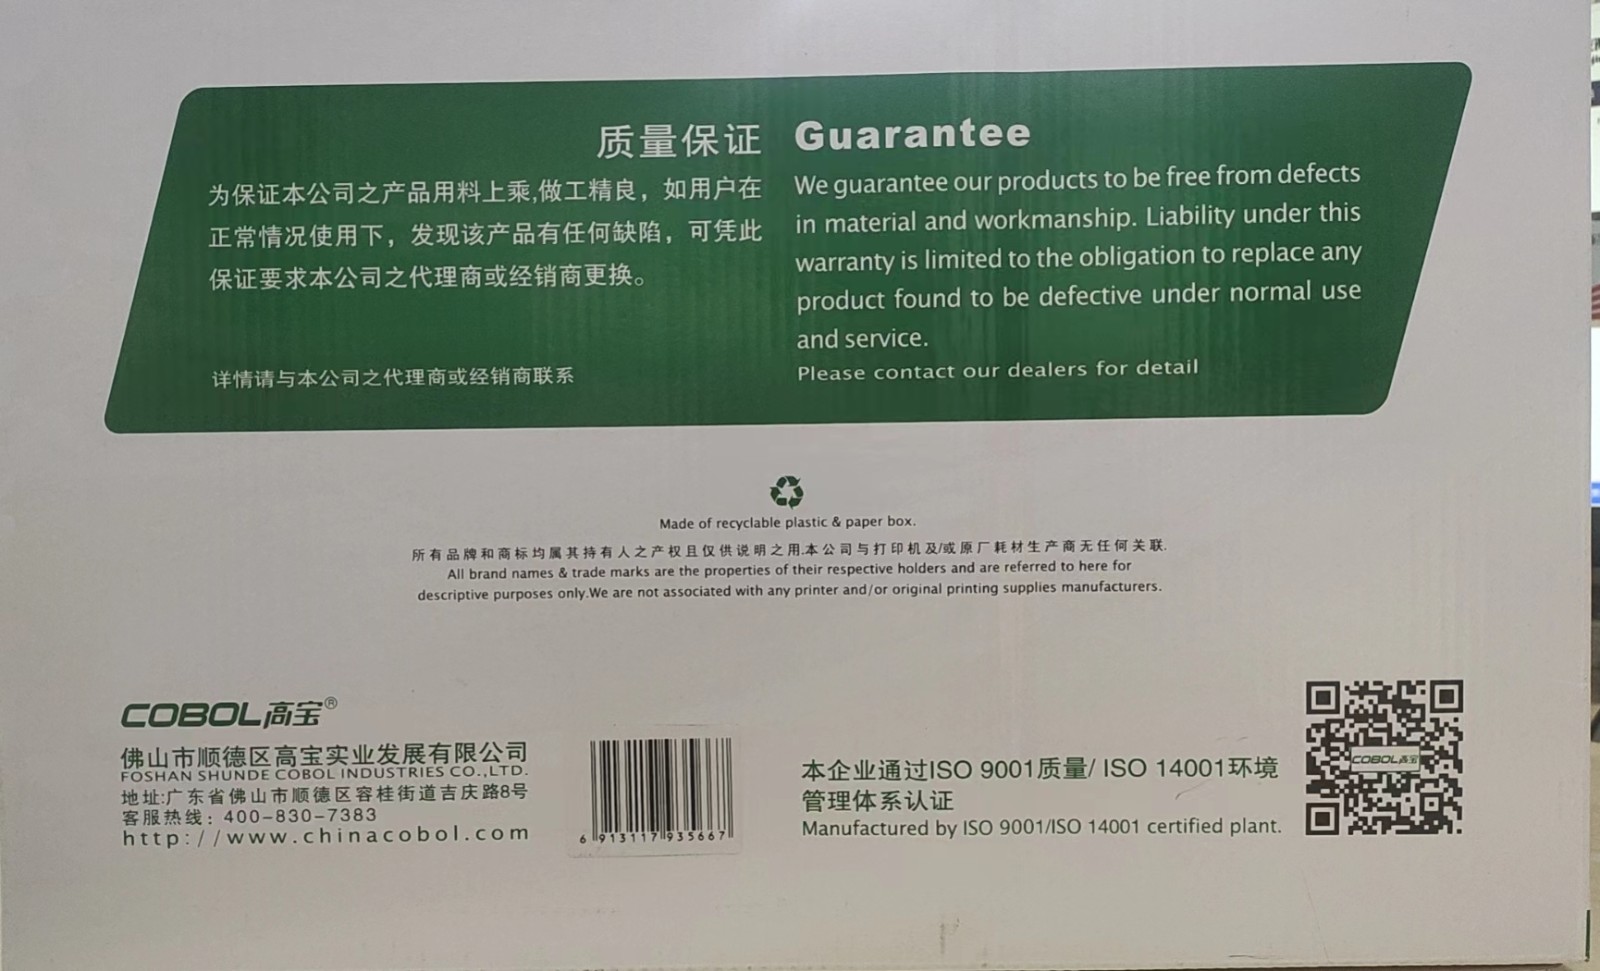 质量保证
为保证本公司之产品用料上乘,做工精良，如用户在
正常情况使用下，发现该产品有任何缺陷，可凭此
保证要求本公司之代理商或经销商更换。
详情请与本公司之代理商或经销商联系
Guarantee
We guarantee our products to be free from defects
in material and workmanship. Liability under this
warranty is limited to the obligation to replace any
product found to be defective under normal use
and service.
Please contact our dealers for detail
Made of recyclable plastic & paper box.
所有品牌和商标均属其持有人之产权且仅供说明之用.本公司与打印机及/或原厂耗材生产商无任何关联.
All brand names & trade marks are the properties of their respective holders and are referred to here for
descriptive purposes only.We are not associated with any printer and/or original printing supplies manufacturers.
COBOL高宝®
佛山市顺德区高宝实业发展有限公司
FOSHAN SHUNDE COBOL INDUSTRIES CO.,LTD.
地址:广东省佛山市顺德区容桂街道吉庆路8号
客服热线：400-830-7383
http://www.chinacobol.com
6 913117 935667
本企业通过ISO 9001质量/ ISO 14001环境
管理体系认证
Manufactured by ISO 9001/ISO 14001 certified plant.
COBOL高宝